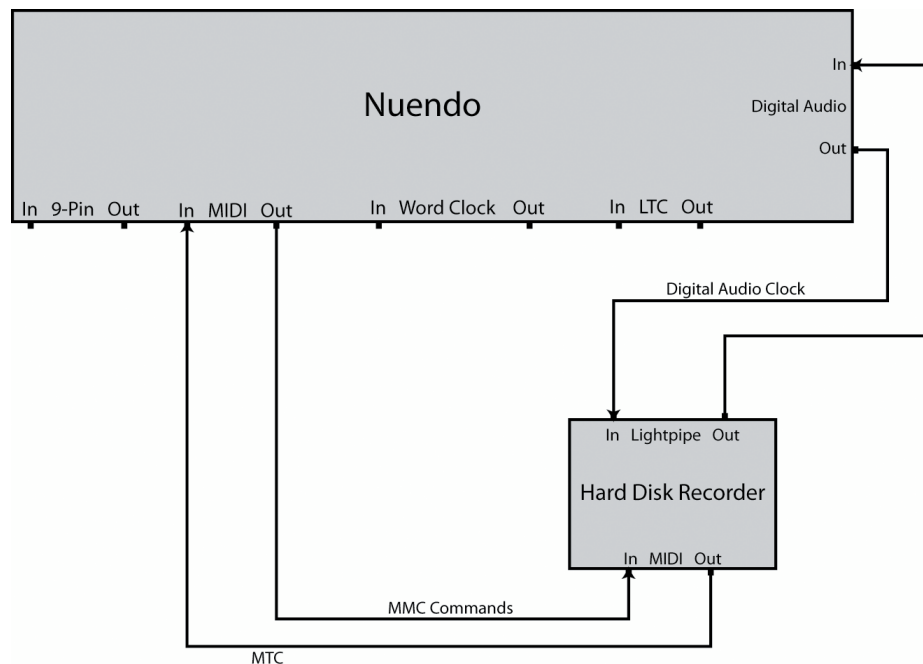 In
Nuendo
Digital Audio
Out
In 9-Pin Out
In MIDI Out
In Word Clock Out
In LTC Out
Digital Audio Clock
In Lightpipe Out
Hard Disk Recorder
In MIDI Out
MMC Commands
MTC